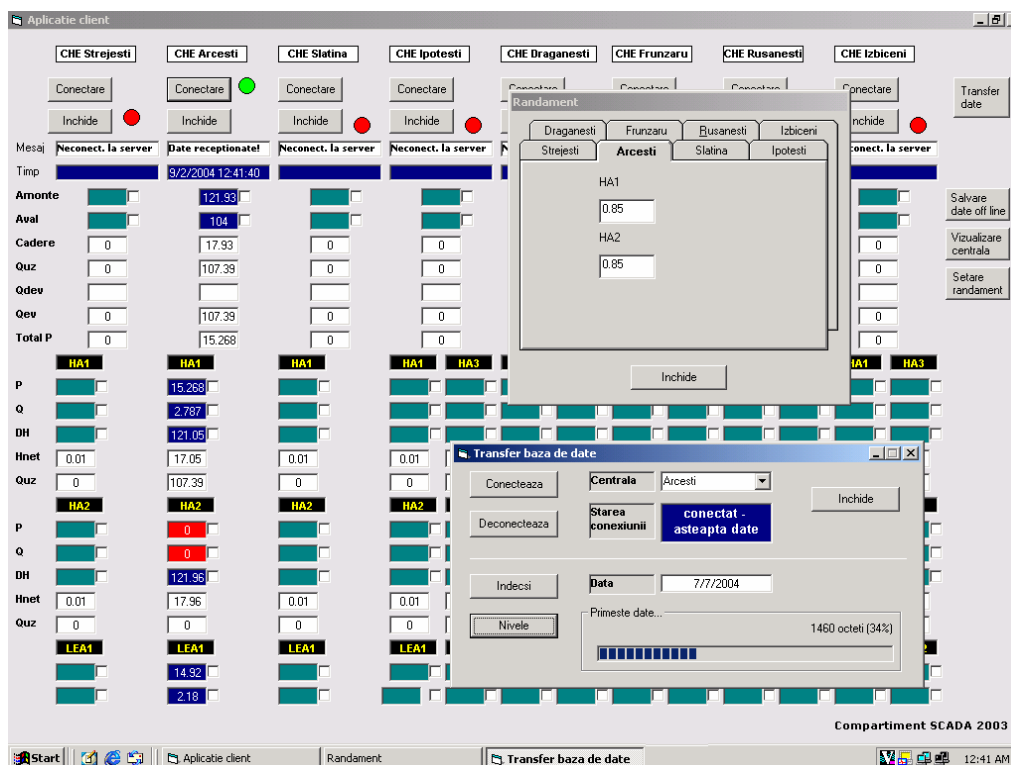 Aplicatie client
CHE Strejesti CHE Arcesti CHE Slatina CHE Ipotesti CHE Draganesti CHE Frunzaru CHE Rusanesti CHE Izbiceni
Conectare Conectare Conectare Conectare Conectare Conectare Conectare Conectare Transfer date
Inchide Inchide Inchide Inchide Inchide
Mesaj Neconect. la server Date receptionate! Neconect. la server Neconect. la server
Timp 9/2/2004 12:41:40
Amonte 121.93 Salvare date off line
Aval 104
Cadere 0 17.93 0 0 0 Vizualizare centrala
Quz 0 107.39 0 0 0 Setare randament
Qdev
Qev 0 107.39 0 0 0
Total P 0 15.268 0 0 0
HA1 HA1 HA1 HA1 HA3 HA1 HA3
P 15.268
Q 2.787
DH 121.05
Hnet 0.01 17.05 0.01 0.01
Quz 0 107.39 0 0
HA2 HA2 HA2 HA2
P 0
Q 0
DH 121.96
Hnet 0.01 17.96 0.01 0.01
Quz 0 0 0 0
LEA1 LEA1 LEA1 LEA1
14.92
2.18
Randament
Draganesti Frunzaru Rusanesti Izbiceni
Strejesti Arcesti Slatina Ipotesti
HA1
0.85
HA2
0.85
Inchide
Transfer baza de date
Conecteaza Centrala Arcesti Inchide
Deconecteaza Starea conexiunii conectat - asteapta date
Indecsi Data 7/7/2004
Nivele Primeste date...
1460 octeti (34%)
Compartiment SCADA 2003
Start Aplicatie client Randament Transfer baza de date 12:41 AM